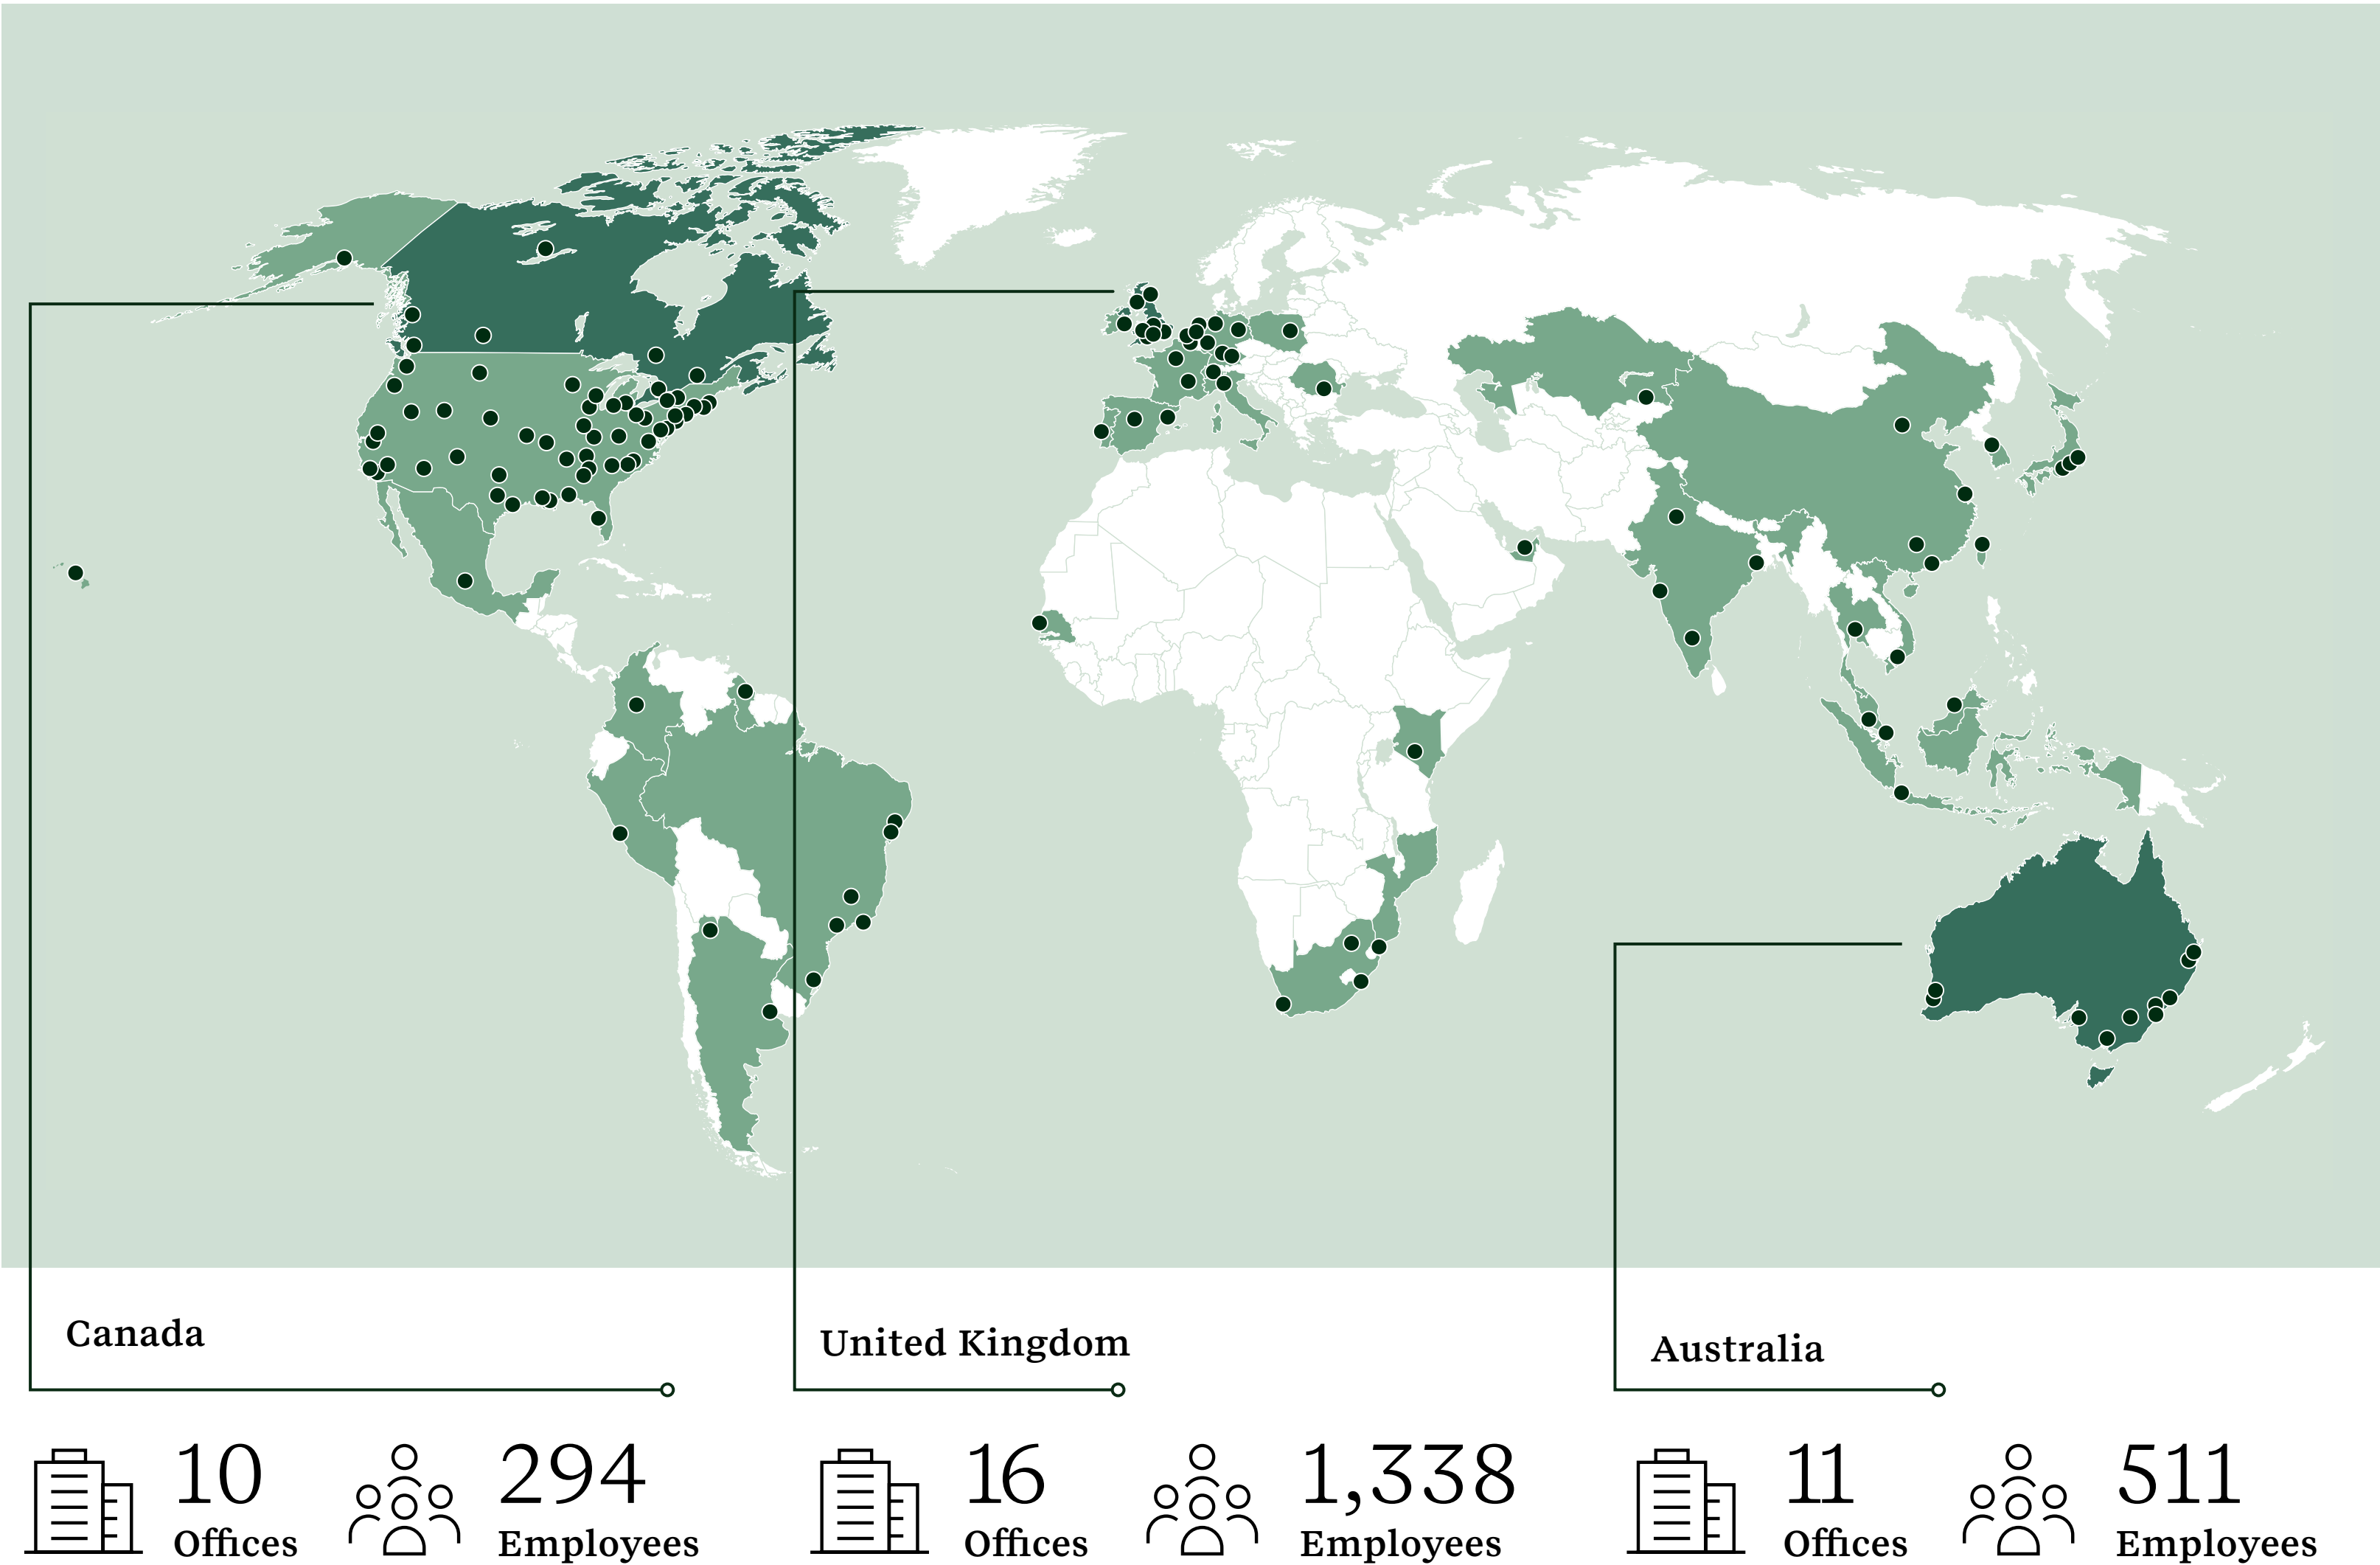 Canada
United Kingdom
Australia
10
Offices
294
Employees
16
Offices
1,338
Employees
11
Offices
511
Employees